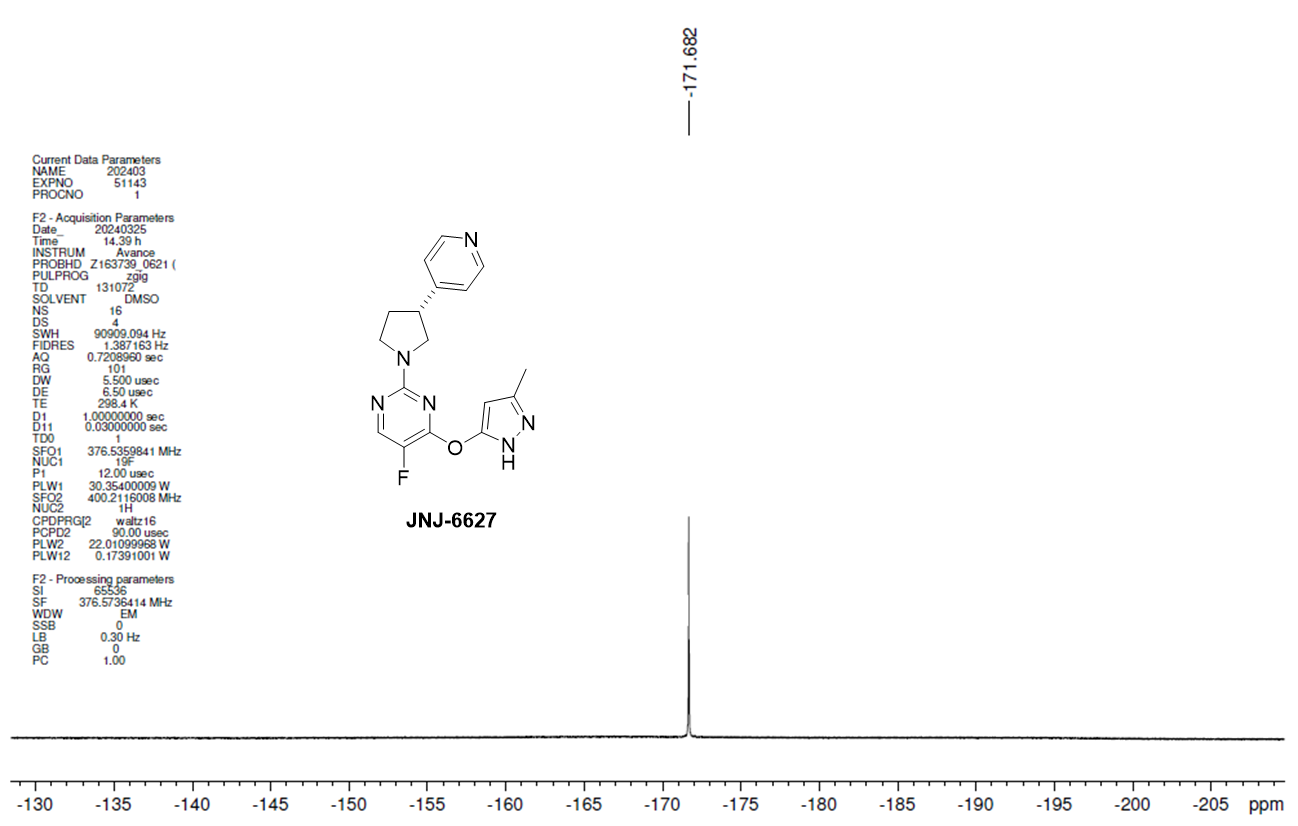 -171.682
Current Data Parameters
NAME 202403
EXPNO 51143
PROCNO 1
F2 - Acquisition Parameters
Date_ 20240325
Time 14.39 h
INSTRUM Avance
PROBHD Z163739_0621 (
PULPROG zgig
TD 131072
SOLVENT DMSO
NS 16
DS 4
SWH 90909.094 Hz
FIDRES 1.387163 Hz
AQ 0.7208960 sec
RG 101
DW 5.500 usec
DE 6.50 usec
TE 298.4 K
D1 1.00000000 sec
D11 0.03000000 sec
TD0 1
SFO1 376.5359841 MHz
NUC1 19F
P1 12.00 usec
PLW1 30.35400009 W
SFO2 400.2116008 MHz
NUC2 1H
CPDPRG[2 waltz16
PCPD2 90.00 usec
PLW2 22.01099968 W
PLW12 0.17391001 W
F2 - Processing parameters
SI 65536
SF 376.5736414 MHz
WDW EM
SSB 0
LB 0.30 Hz
GB 0
PC 1.00
N
N
N N
N
O N
H
F
JNJ-6627
-130 -135 -140 -145 -150 -155 -160 -165 -170 -175 -180 -185 -190 -195 -200 -205 ppm